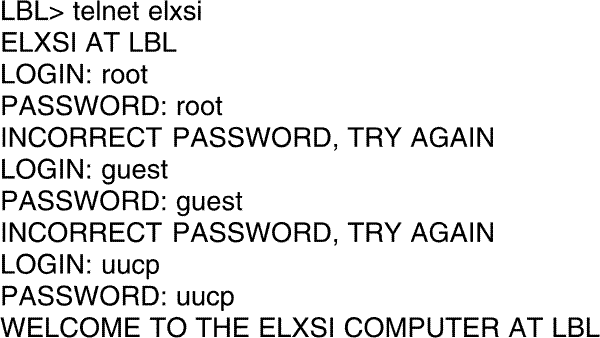 LBL> telnet elxsi
ELXSI AT LBL
LOGIN: root
PASSWORD: root
INCORRECT PASSWORD, TRY AGAIN
LOGIN: guest
PASSWORD: guest
INCORRECT PASSWORD, TRY AGAIN
LOGIN: uucp
PASSWORD: uucp
WELCOME TO THE ELXSI COMPUTER AT LBL